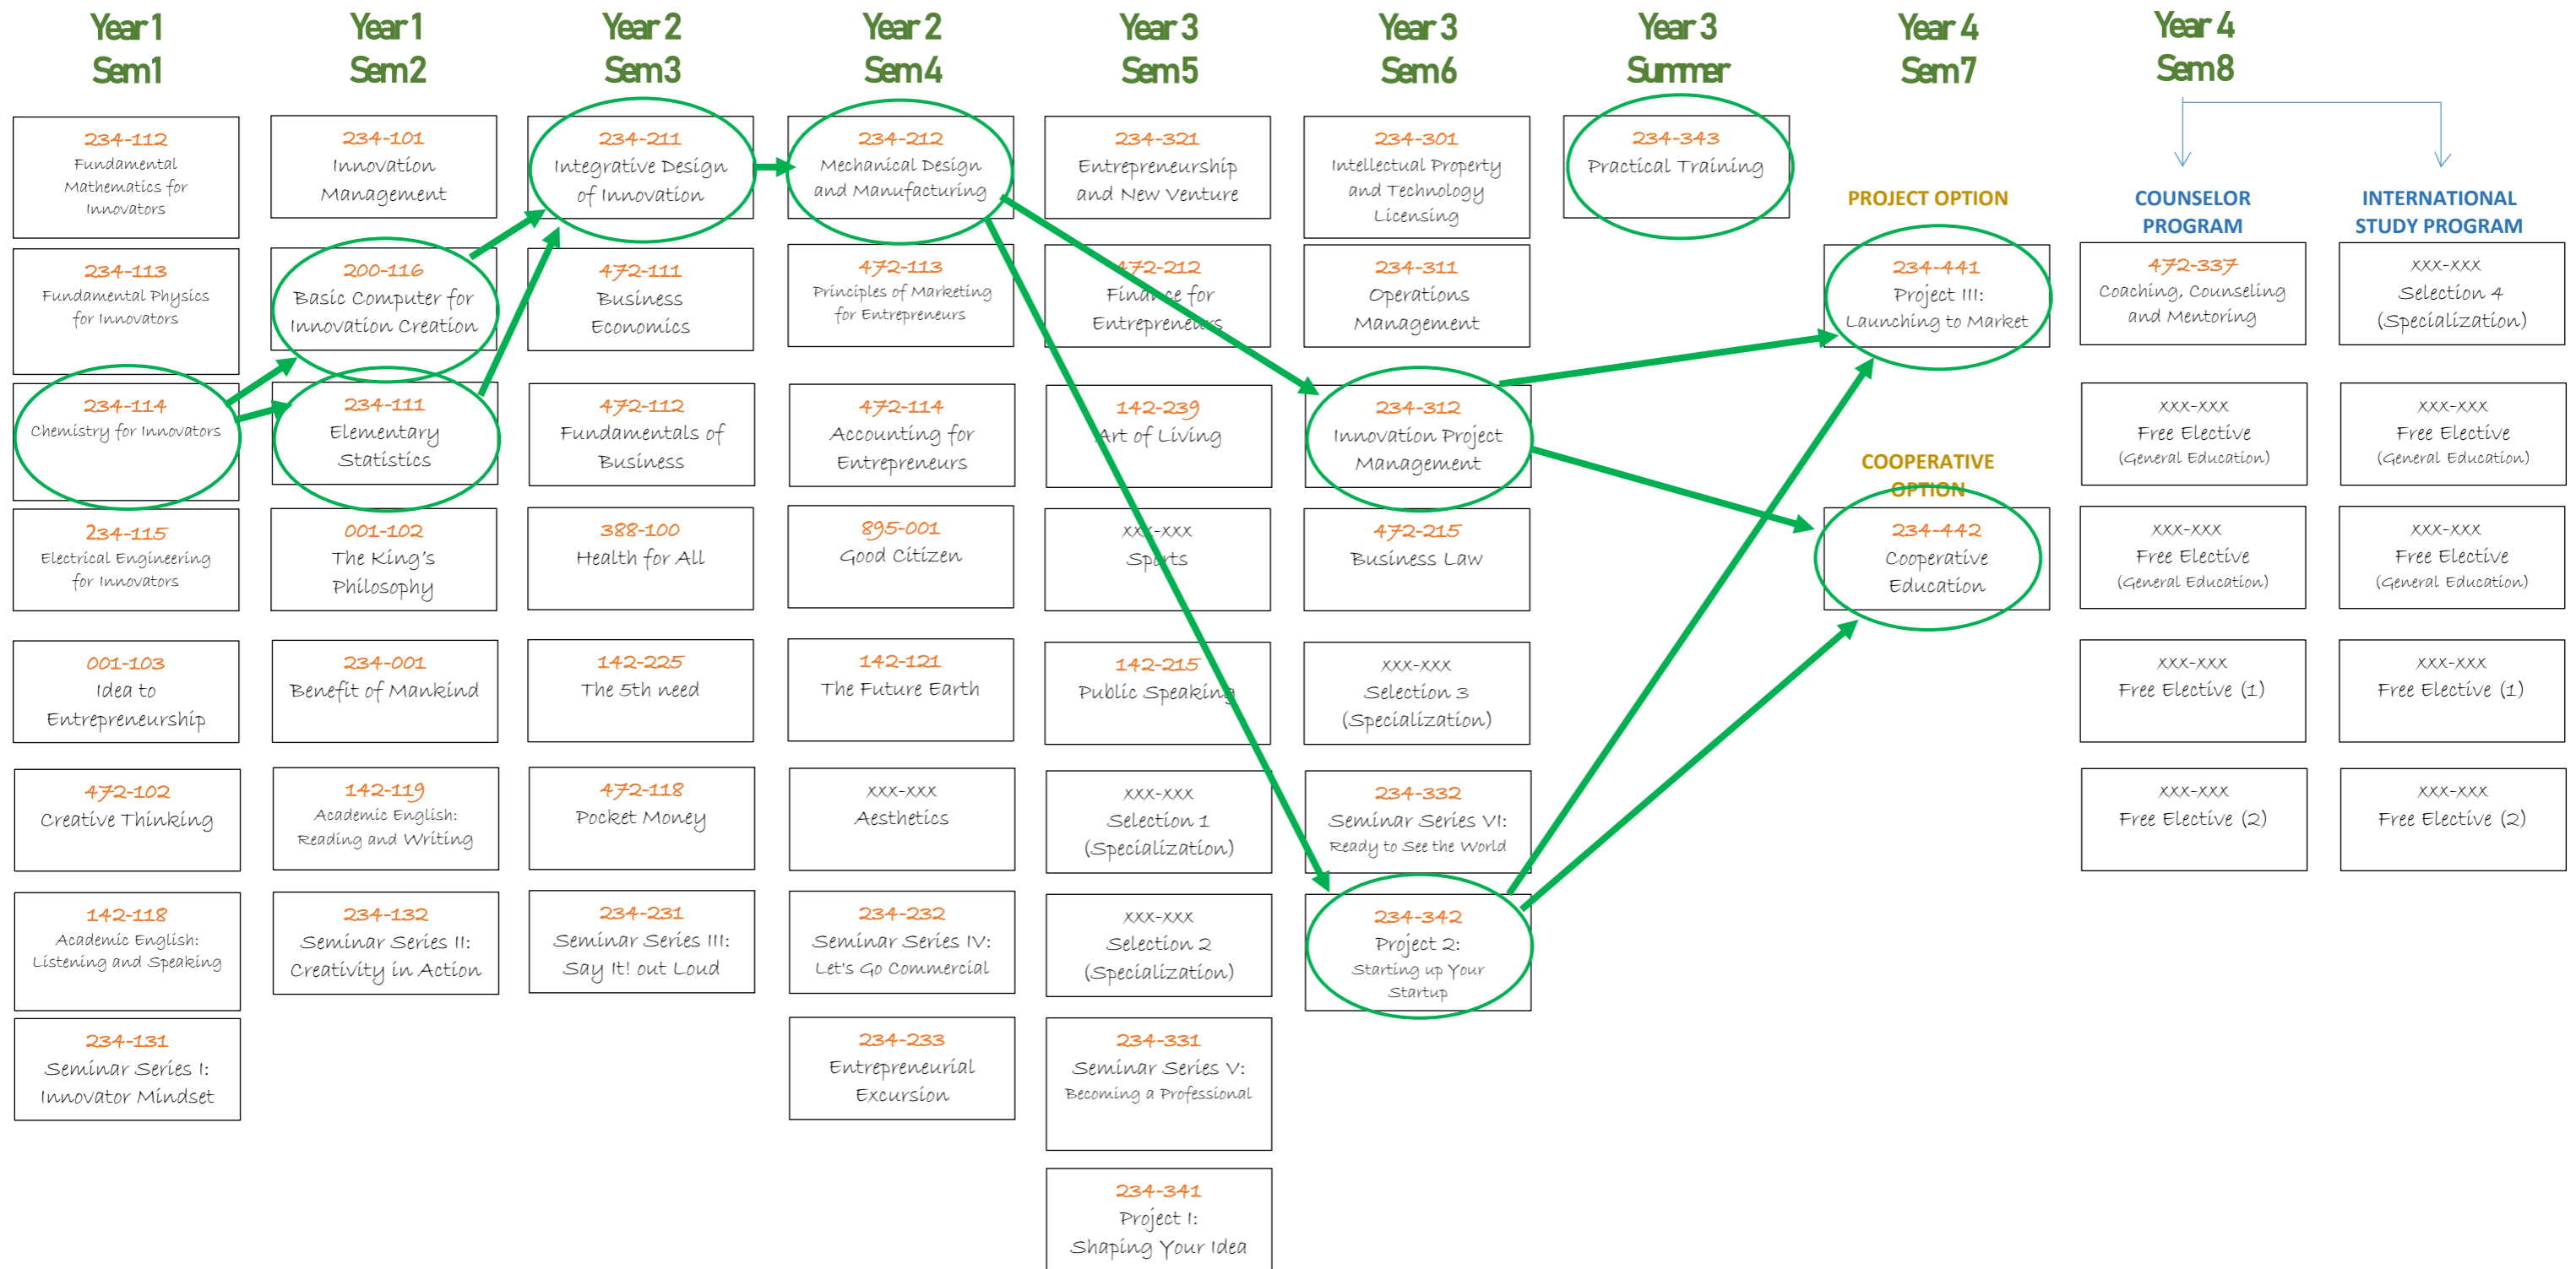 Year 1
Sem 1
Year 1
Sem 2
Year 2
Sem 3
Year 2
Sem 4
Year 3
Sem 5
Year 3
Sem 6
Year 3
Summer
Year 4
Sem 7
Year 4
Sem 8
234-112
Fundamental
Mathematics for
Innovators
234-113
Fundamental Physics
for Innovators
234-114
Chemistry for Innovators
234-115
Electrical Engineering
for Innovators
001-103
Idea to
Entrepreneurship
472-102
Creative Thinking
142-118
Academic English:
Listening and Speaking
234-131
Seminar Series I:
Innovator Mindset
234-101
Innovation
Management
200-116
Basic Computer for
Innovation Creation
234-111
Elementary
Statistics
001-102
The King's
Philosophy
234-001
Benefit of Mankind
142-119
Academic English:
Reading and Writing
234-132
Seminar Series II:
Creativity in Action
234-211
Integrative Design
of Innovation
472-111
Business
Economics
472-112
Fundamentals of
Business
388-100
Health for All
142-225
The 5th need
472-118
Pocket Money
234-231
Seminar Series III:
Say It! out Loud
234-212
Mechanical Design
and Manufacturing
472-113
Principles of Marketing
for Entrepreneurs
472-114
Accounting for
Entrepreneurs
895-001
Good Citizen
142-121
The Future Earth
xxx-xxx
Aesthetics
234-232
Seminar Series IV:
Let's Go Commercial
234-233
Entrepreneurial
Excursion
234-321
Entrepreneurship
and New Venture
472-212
Finance for
Entrepreneurs
142-239
Art of Living
xxx-xxx
Sports
142-215
Public Speaking
xxx-xxx
Selection 1
(Specialization)
xxx-xxx
Selection 2
(Specialization)
234-331
Seminar Series V:
Becoming a Professional
234-341
Project I:
Shaping Your Idea
234-301
Intellectual Property
and Technology
Licensing
234-311
Operations
Management
234-312
Innovation Project
Management
472-215
Business Law
xxx-xxx
Selection 3
(Specialization)
234-332
Seminar Series VI:
Ready to See the World
234-342
Project 2:
Starting up Your
Startup
234-343
Practical Training
PROJECT OPTION
234-441
Project III:
Launching to Market
COOPERATIVE
OPTION
234-442
Cooperative
Education
COUNSELOR
PROGRAM
472-337
Coaching, Counseling
and Mentoring
xxx-xxx
Free Elective
(General Education)
xxx-xxx
Free Elective
(General Education)
xxx-xxx
Free Elective (1)
xxx-xxx
Free Elective (2)
INTERNATIONAL
STUDY PROGRAM
xxx-xxx
Selection 4
(Specialization)
xxx-xxx
Free Elective
(General Education)
xxx-xxx
Free Elective
(General Education)
xxx-xxx
Free Elective (1)
xxx-xxx
Free Elective (2)